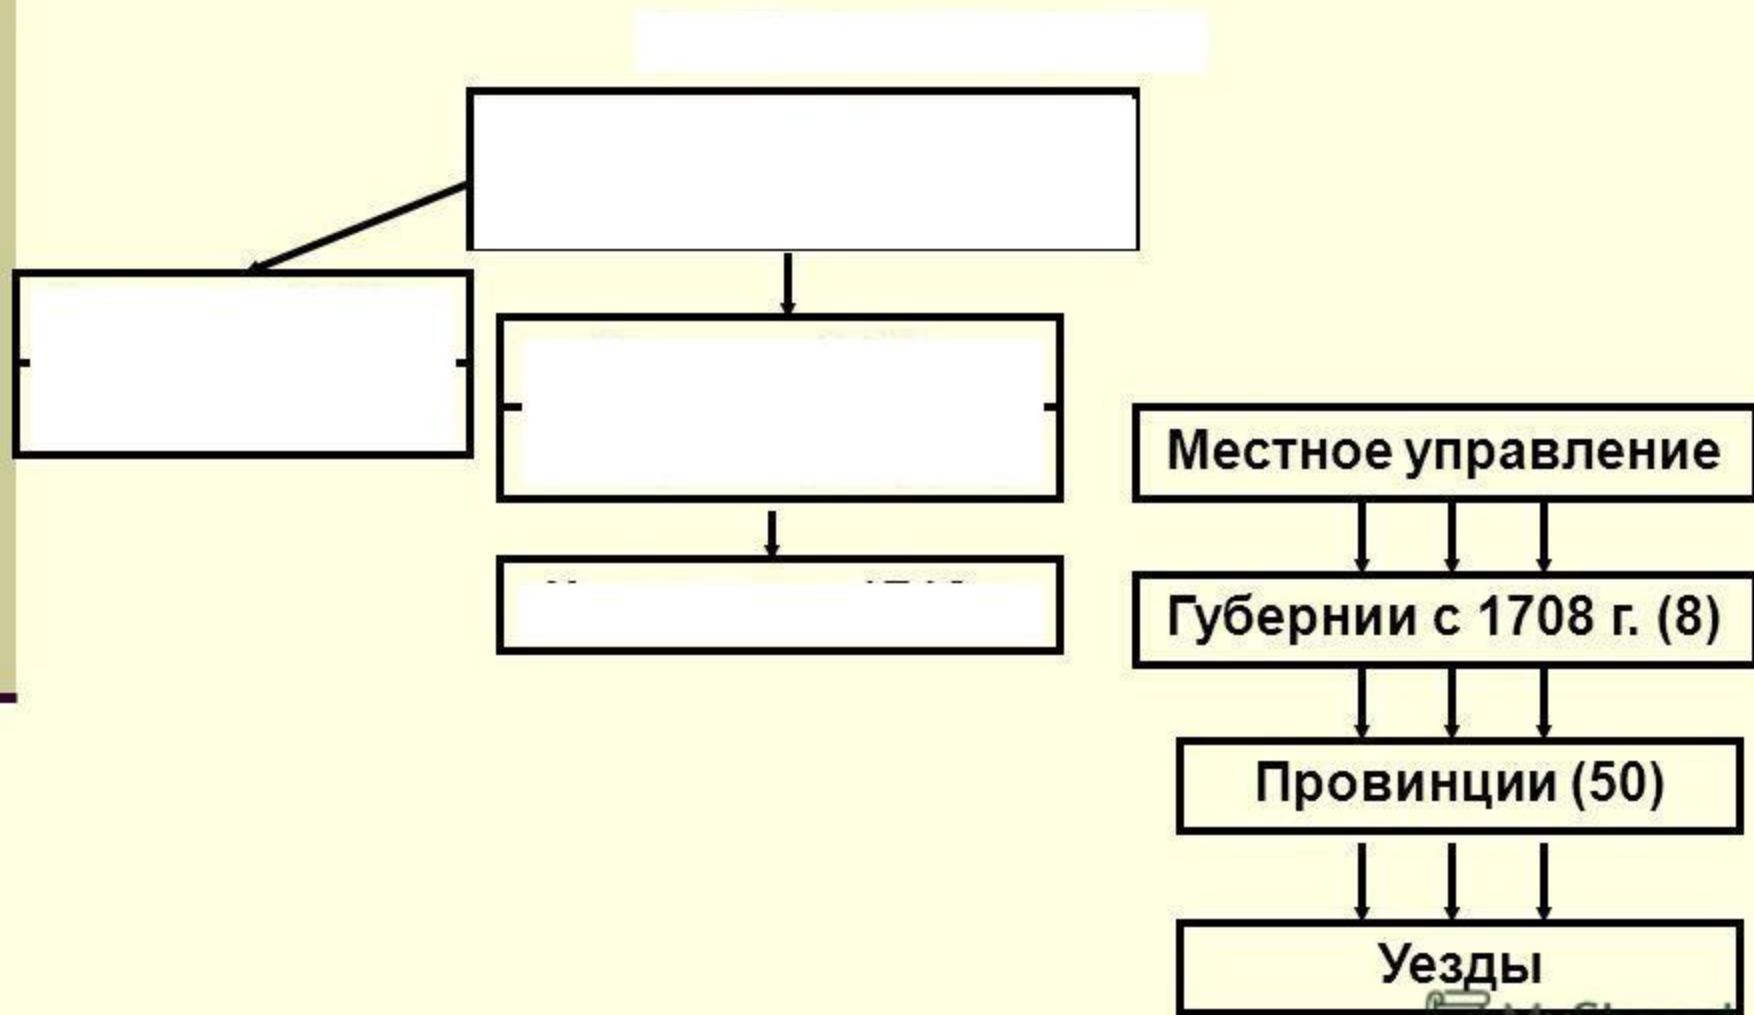 Местное управление
Губернии с 1708 г. (8)
Провинции (50)
Уезды